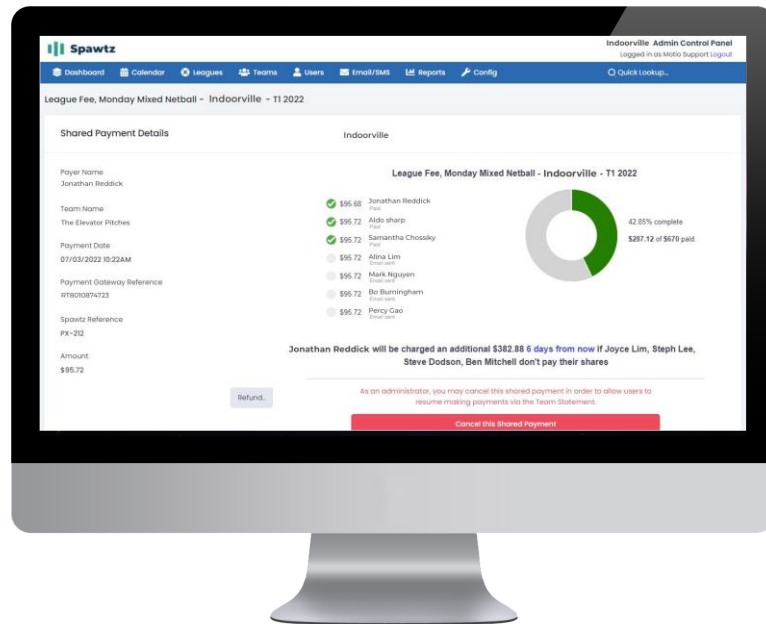 Spawtz
Indoorville Admin Control Panel
Logged in as Motio Support Logout
Dashboard Calendar Leagues Teams Users Email/SMS Reports Config Quick Lookup...
League Fee, Monday Mixed Netball - Indoorville - T1 2022
Shared Payment Details
Indoorville
Payer Name
Jonathan Reddick
Team Name
The Elevator Pitches
Payment Date
07/03/2022 10:22AM
Payment Gateway Reference
RT8010874723
Spawtz Reference
PX-212
Amount
$95.72
Refund..
League Fee, Monday Mixed Netball - Indoorville - T1 2022
$95.68 Jonathan Reddick
Paid
$95.72 Aldo sharp
Paid
$95.72 Samantha Chossiky
Paid
$95.72 Alina Lim
Email sent
$95.72 Mark Nguyen
Email sent
$95.72 Bo Burningham
Email sent
$95.72 Percy Gao
Email sent
42.85% complete
$287.12 of $670 paid.
Jonathan Reddick will be charged an additional $382.88 6 days from now if Joyce Lim, Steph Lee,
Steve Dodson, Ben Mitchell don't pay their shares
As an administrator, you may cancel this shared payment in order to allow users to
resume making payments via the Team Statement.
Cancel this Shared Payment